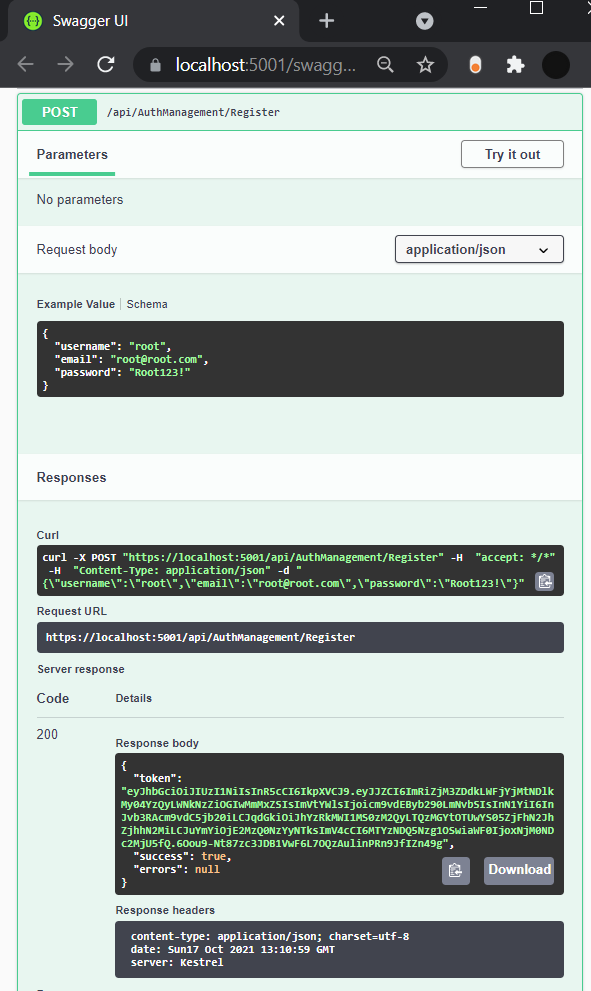 Swagger UI
localhost:5001/swagg...
POST /api/AuthManagement/Register
Parameters Try it out
No parameters
Request body application/json
Example Value Schema
{
"username": "root",
"email": "root@root.com",
"password": "Root123!"
}
Responses
Curl
curl -X POST "https://localhost:5001/api/AuthManagement/Register" -H "accept: */*"
-H "Content-Type: application/json" -d "
{\"username\":\"root\",\"email\":\"root@root.com\",\"password\":\"Root123!\"}"
Request URL
https://localhost:5001/api/AuthManagement/Register
Server response
Code Details
200
Response body
{
"token":
"success": true,
"errors": null
}
Download
Response headers
content-type: application/json; charset=utf-8
date: Sun17 Oct 2021 13:10:59 GMT
server: Kestrel